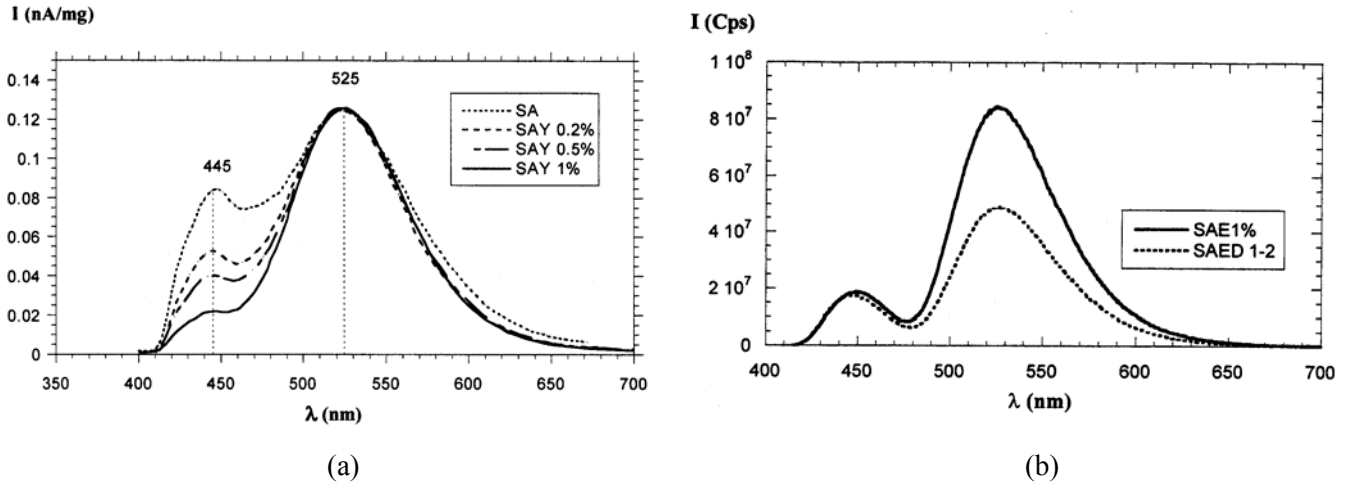 I (nA/mg)
0.14
0.12
0.1
0.08
0.06
0.04
0.02
0
445
525
SA
SAY 0.2%
SAY 0.5%
SAY 1%
350 400 450 500 550 600 650 700
λ (nm)
(a)
I (Cps)
1 10⁸
8 10⁷
6 10⁷
4 10⁷
2 10⁷
0
SAE1%
SAED 1-2
400 450 500 550 600 650 700
λ (nm)
(b)